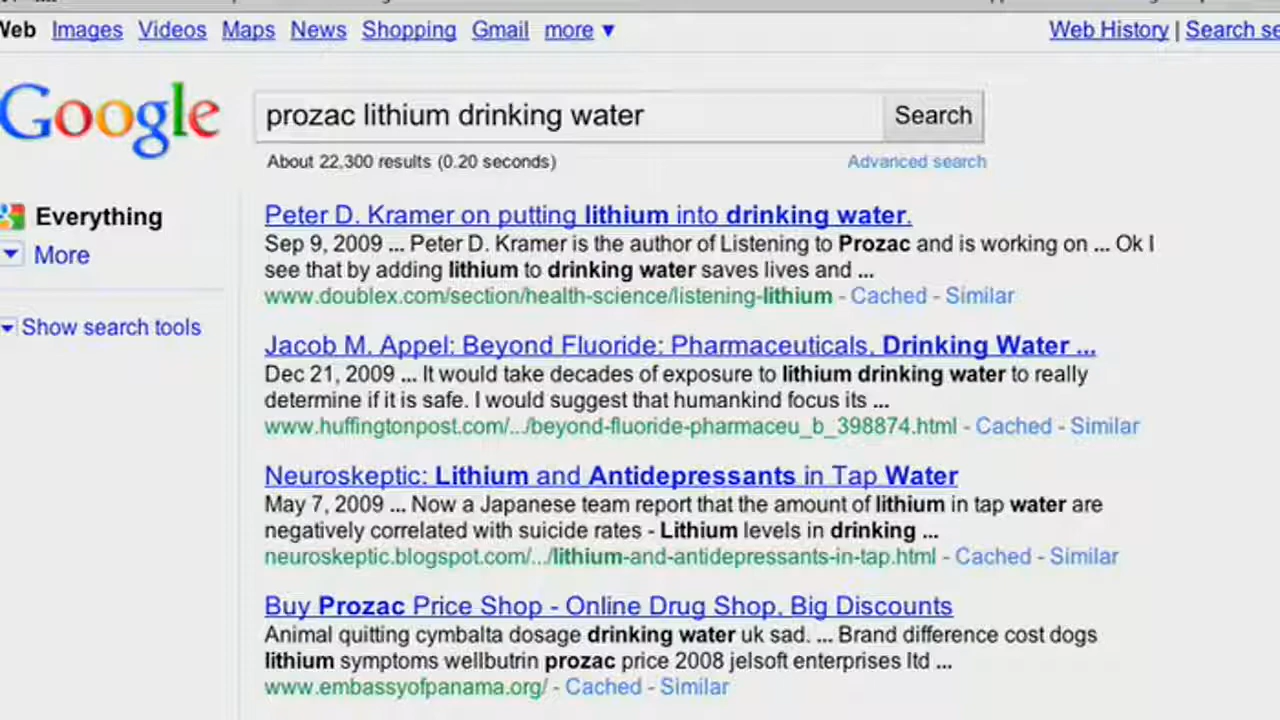 Web Images Videos Maps News Shopping Gmail more ▼ Web History | Search se
Google
prozac lithium drinking water Search
About 22,300 results (0.20 seconds) Advanced search
Everything
More
Show search tools
Peter D. Kramer on putting lithium into drinking water.
Sep 9, 2009 ... Peter D. Kramer is the author of Listening to Prozac and is working on ... Ok I
see that by adding lithium to drinking water saves lives and ...
www.doublex.com/section/health-science/listening-lithium - Cached - Similar
Jacob M. Appel: Beyond Fluoride: Pharmaceuticals, Drinking Water ...
Dec 21, 2009 ... It would take decades of exposure to lithium drinking water to really
determine if it is safe. I would suggest that humankind focus its ...
www.huffingtonpost.com/.../beyond-fluoride-pharmaceu_b_398874.html - Cached - Similar
Neuroskeptic: Lithium and Antidepressants in Tap Water
May 7, 2009 ... Now a Japanese team report that the amount of lithium in tap water are
negatively correlated with suicide rates - Lithium levels in drinking ...
neuroskeptic.blogspot.com/.../lithium-and-antidepressants-in-tap.html - Cached - Similar
Buy Prozac Price Shop - Online Drug Shop, Big Discounts
Animal quitting cymbalta dosage drinking water uk sad. ... Brand difference cost dogs
lithium symptoms wellbutrin prozac price 2008 jelsoft enterprises ltd ...
www.embassyofpanama.org/ - Cached - Similar